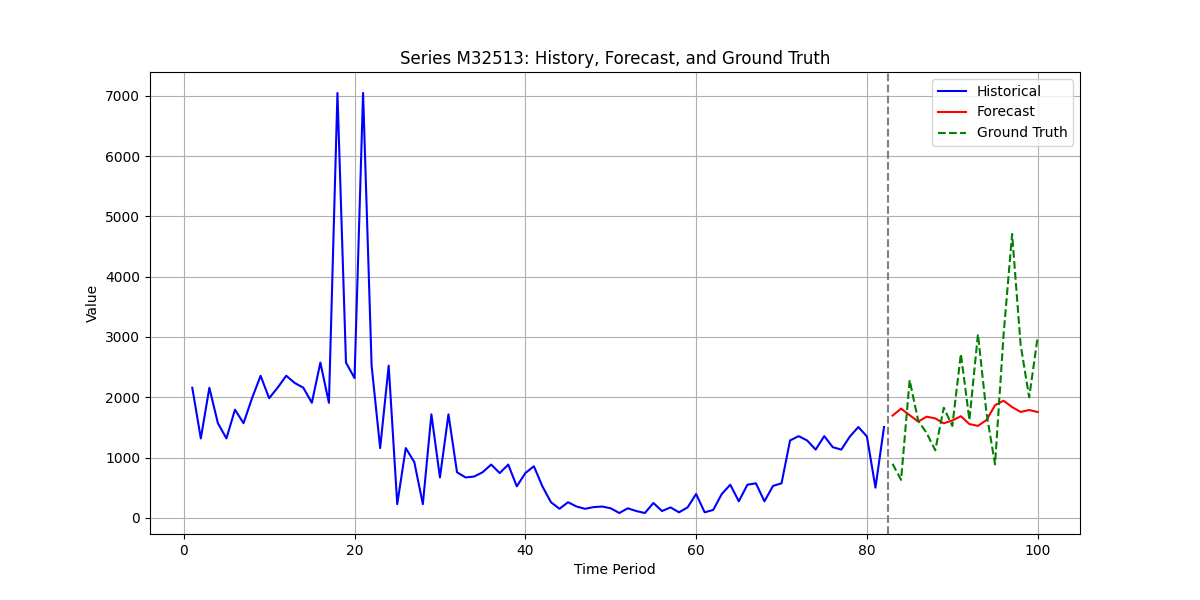 Series M32513: History, Forecast, and Ground Truth
7000
6000
5000
4000
3000
2000
1000
0
Value
Historical
Forecast
Ground Truth
0
20
40
60
80
100
Time Period